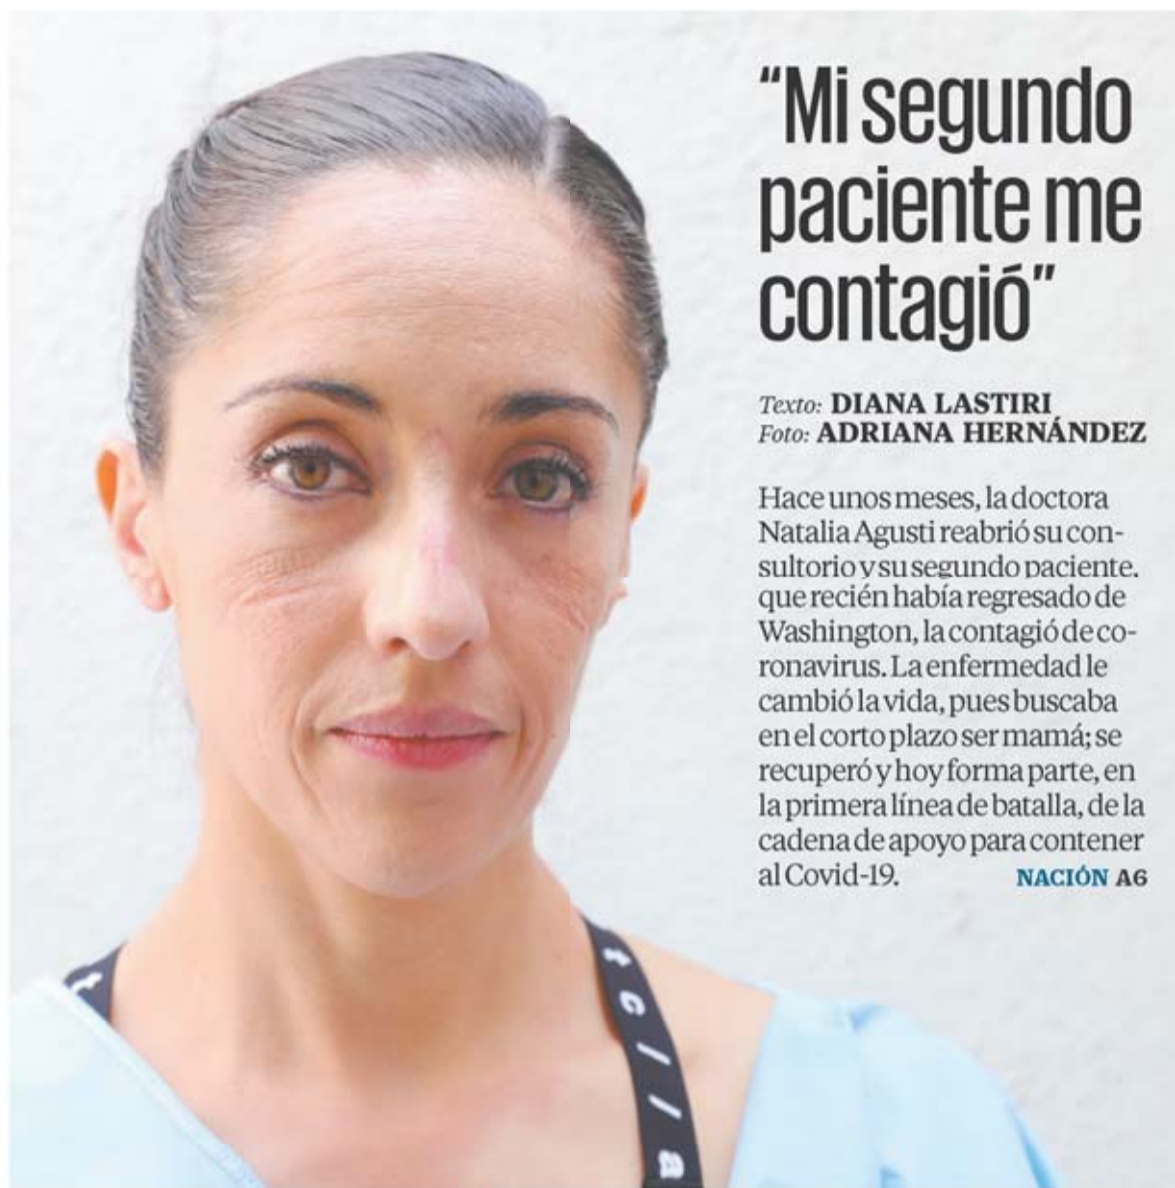 “Mi segundo
paciente me
contagió”
Texto: DIANA LASTIRI
Foto: ADRIANA HERNÁNDEZ
Hace unos meses, la doctora
Natalia Agusti reabrió su con-
sultorio y su segundo paciente,
que recién había regresado de
Washington, la contagió de co-
ronavirus. La enfermedad le
cambió la vida, pues buscaba
en el corto plazo ser mamá; se
recuperó y hoy forma parte, en
la primera línea de batalla, de la
cadena de apoyo para contener
al Covid-19. NACIÓN A6
t
t c / / a